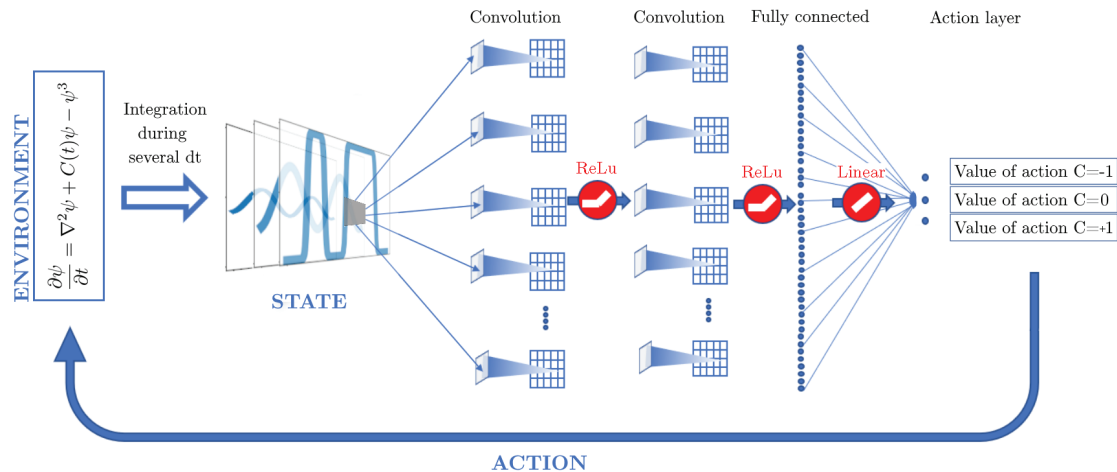 Convolution
Convolution
Fully connected
Action layer
ENVIRONMENT
∂ψ/∂t = ∇²ψ + C(t)ψ − ψ³
Integration
during
several dt
STATE
ReLu
ReLu
Linear
Value of action C=-1
Value of action C=0
Value of action C=+1
ACTION